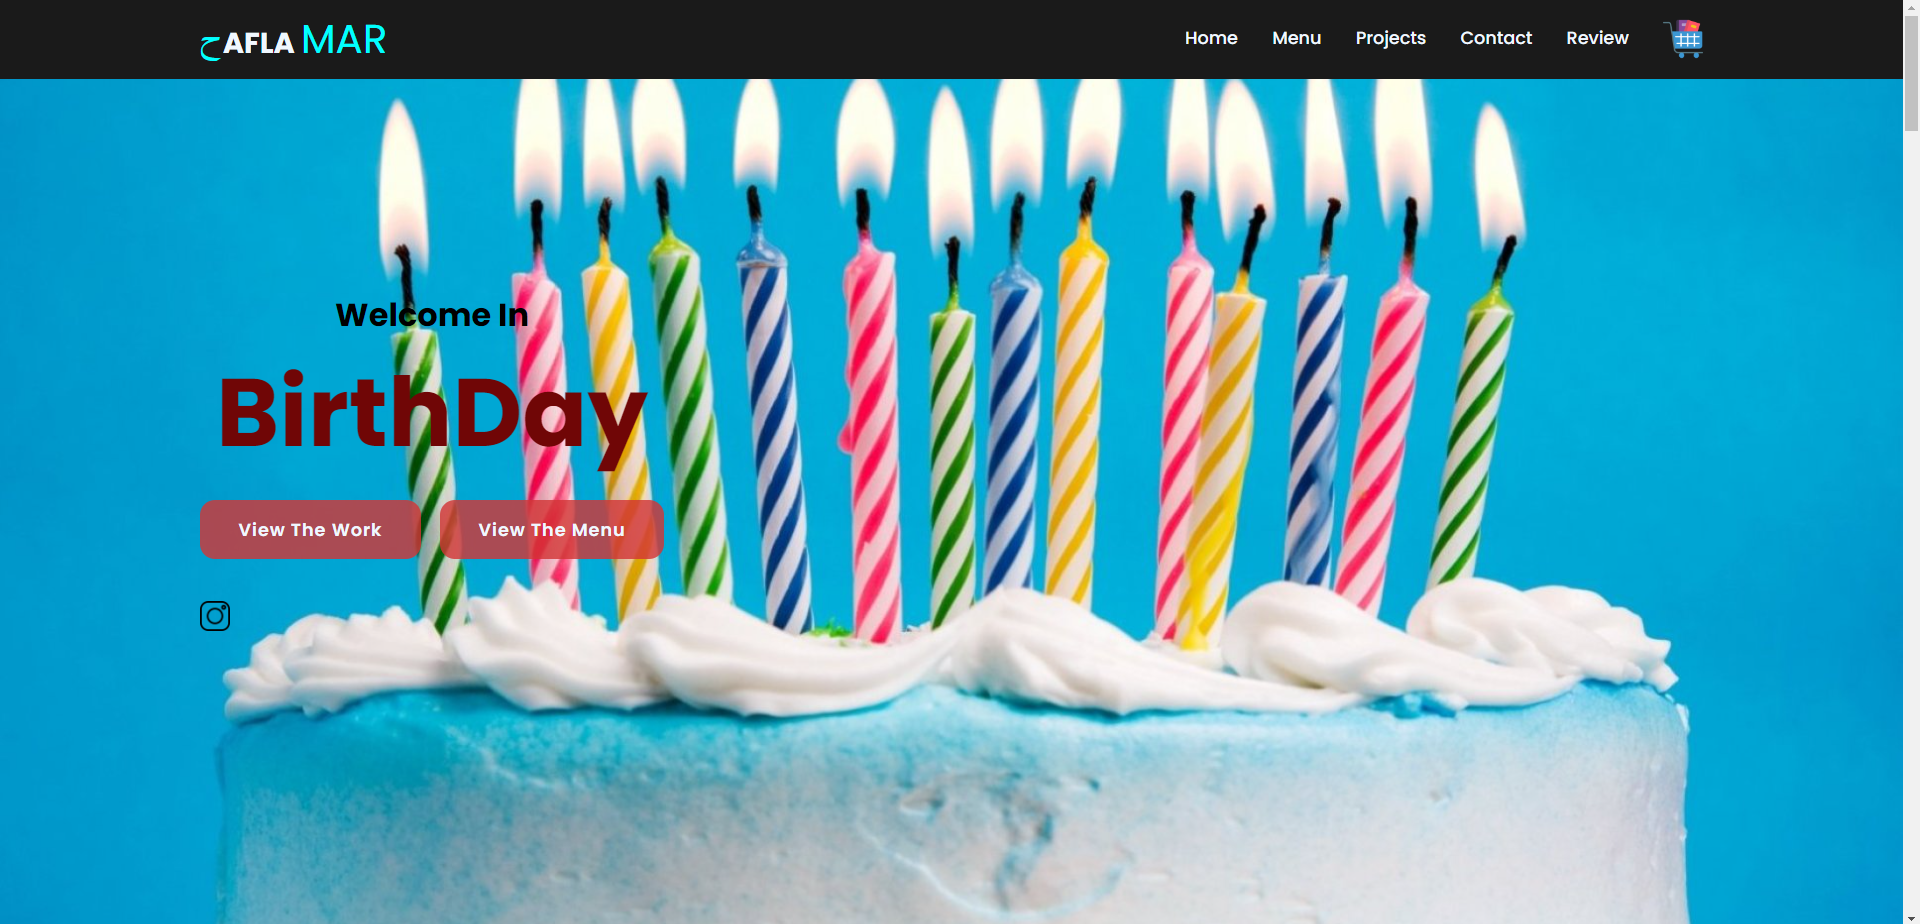 حAFLA MAR
Home Menu Projects Contact Review
Welcome In
BirthDay
View The Work View The Menu